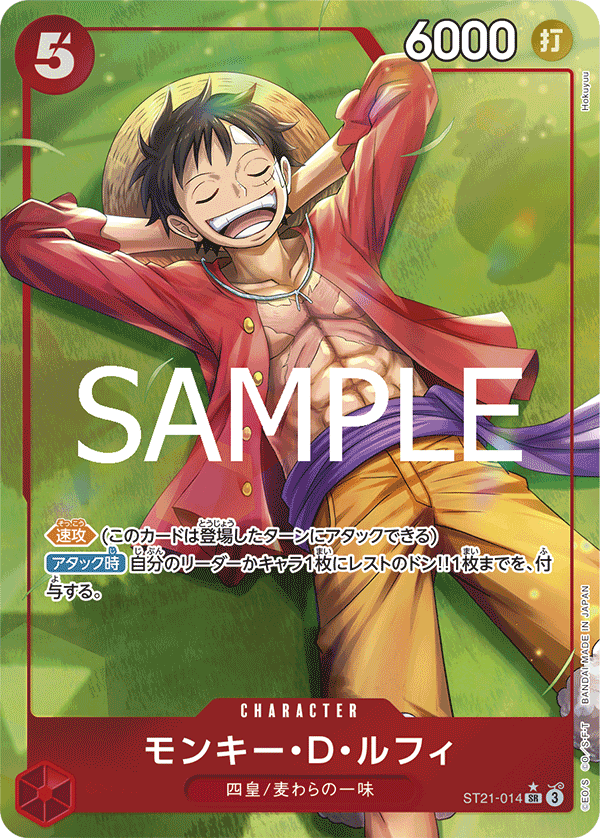 5
6000 打
Hokuyuu
SAMPLE
速攻 (このカードは登場したターンにアタックできる)
アタック時 自分のリーダーかキャラ1枚にレストのドン!!1枚までを、付
与する。
CHARACTER
モンキー・D・ルフィ
四皇/麦わらの一味
ST21-014 ★ SR 3
©EO/S ©O/S·F·T BANDAI MADE IN JAPAN